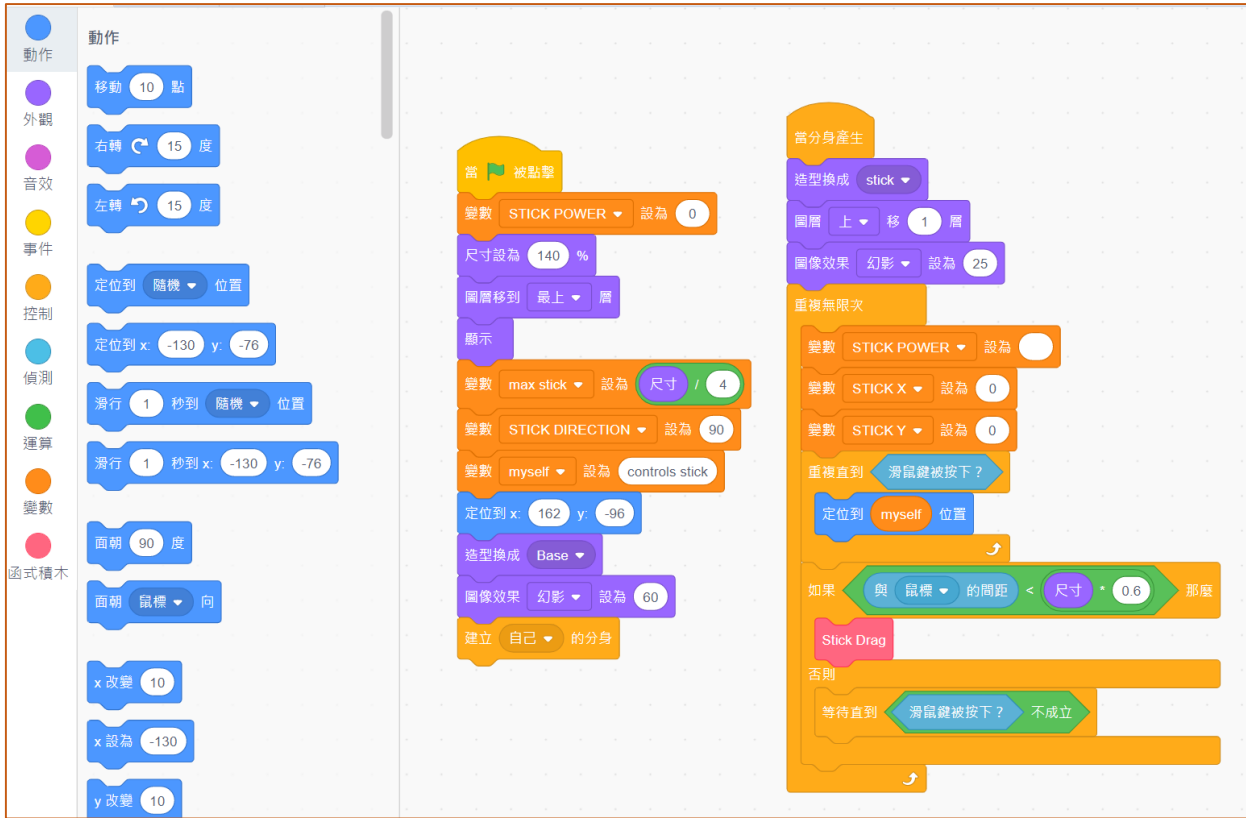 動作
外觀
音效
事件
控制
偵測
運算
變數
函式積木
動作
移動 10 點
右轉 15 度
左轉 15 度
定位到 隨機 位置
定位到 x: -130 y: -76
滑行 1 秒到 隨機 位置
滑行 1 秒到 x: -130 y: -76
面朝 90 度
面朝 鼠標 向
x 改變 10
x 設為 -130
y 改變 10
當 被點擊
變數 STICK POWER 設為 0
尺寸設為 140 %
圖層移到 最上 層
顯示
變數 max stick 設為 尺寸 / 4
變數 STICK DIRECTION 設為 90
變數 myself 設為 controls stick
定位到 x: 162 y: -96
造型換成 Base
圖像效果 幻影 設為 60
建立 自己 的分身
當分身產生
造型換成 stick
圖層 上 移 1 層
圖像效果 幻影 設為 25
重複無限次
變數 STICK POWER 設為
變數 STICK X 設為 0
變數 STICK Y 設為 0
重複直到 滑鼠鍵被按下？
定位到 myself 位置
如果 與 鼠標 的間距 < 尺寸 * 0.6 那麼
Stick Drag
否則
等待直到 滑鼠鍵被按下？ 不成立